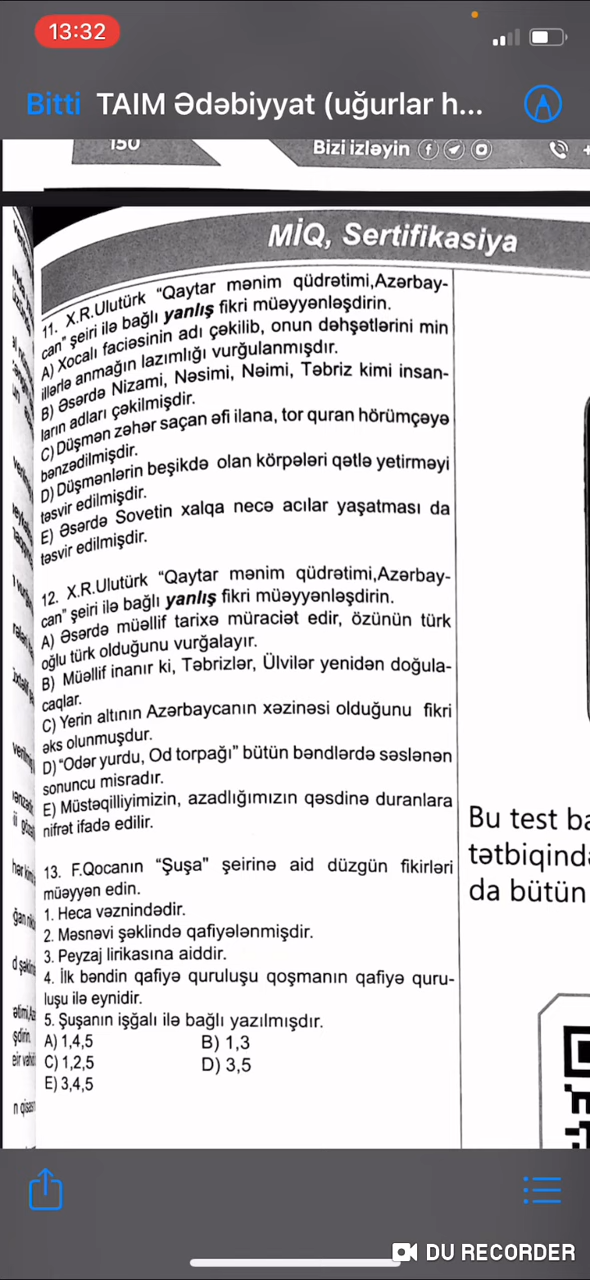 13:32
Bitti TAIM Ədəbiyyat (uğurlar h...
150
Bizi izləyin
MİQ, Sertifikasiya
11. X.R.Ulutürk “Qaytar mənim qüdrətimi,Azərbay-
can” şeiri ilə bağlı yanlış fikri müəyyənləşdirin.
A) Xocalı faciəsinin adı çəkilib, onun dəhşətlərini min
illərlə anmağın lazımlığı vurğulanmışdır.
B) Əsərdə Nizami, Nəsimi, Nəimi, Təbriz kimi insan-
ların adları çəkilmişdir.
C) Düşmən zəhər saçan əfi ilana, tor quran hörümçəyə
bənzədilmişdir.
D) Düşmənlərin beşikdə olan körpələri qətlə yetirməyi
təsvir edilmişdir.
E) Əsərdə Sovetin xalqa necə acılar yaşatması da
təsvir edilmişdir.
12. X.R.Ulutürk “Qaytar mənim qüdrətimi,Azərbay-
can” şeiri ilə bağlı yanlış fikri müəyyənləşdirin.
A) Əsərdə müəllif tarixə müraciət edir, özünün türk
oğlu türk olduğunu vurğalayır.
B) Müəllif inanır ki, Təbrizlər, Ülvilər yenidən doğula-
caqlar.
C) Yerin altının Azərbaycanın xəzinəsi olduğunu fikri
əks olunmuşdur.
D) “Odər yurdu, Od torpağı” bütün bəndlərdə səslənən
sonuncu misradır.
E) Müstəqilliyimizin, azadlığımızın qəsdinə duranlara
nifrət ifadə edilir.
13. F.Qocanın “Şuşa” şeirinə aid düzgün fikirləri
müəyyən edin.
1. Heca vəznindədir.
2. Məsnəvi şəklində qafiyələnmişdir.
3. Peyzaj lirikasına aiddir.
4. İlk bəndin qafiyə quruluşu qoşmanın qafiyə quru-
luşu ilə eynidir.
5. Şuşanın işğalı ilə bağlı yazılmışdır.
A) 1,4,5 B) 1,3
C) 1,2,5 D) 3,5
E) 3,4,5
Bu test
tətbiqində
da bütün
DU RECORDER